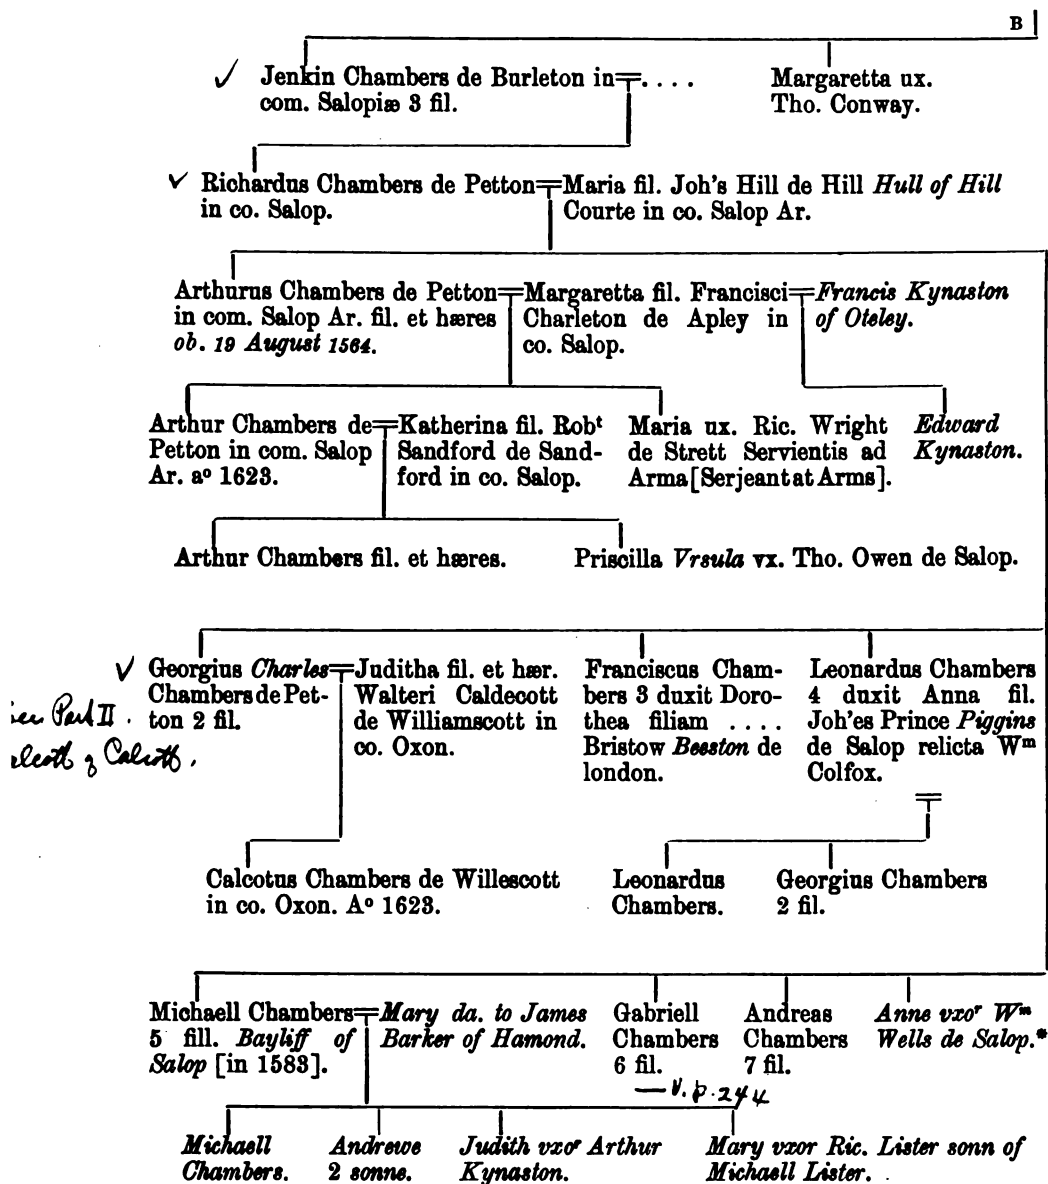 B
✓ Jenkin Chambers de Burleton in=. . . .
com. Salopiæ 3 fil.
Margaretta ux.
Tho. Conway.
✓ Richardus Chambers de Petton=Maria fil. Joh's Hill de Hill Hull of Hill
in co. Salop.
Courte in co. Salop Ar.
Arthurus Chambers de Petton=Margaretta fil. Francisci=Francis Kynaston
in com. Salop Ar. fil. et hæres
ob. 19 August 1564.
Charleton de Apley in
co. Salop.
of Oteley.
Arthur Chambers de=Katherina fil. Robᵗ
Petton in com. Salop
Ar. aº 1623.
Sandford de Sand-
ford in co. Salop.
Maria ux. Ric. Wright
de Strett Servientis ad
Arma [Serjeant at Arms].
Edward
Kynaston.
Arthur Chambers fil. et hæres.
Priscilla Vrsula vx. Tho. Owen de Salop.
✓ Georgius Charles=Juditha fil. et hær.
Chambers de Pet-
ton 2 fil.
Part II.
Walteri Caldecott
de Williamscott in
co. Oxon.
Franciscus Cham-
bers 3 duxit Doro-
thea filiam . . . .
Bristow Beeston de
london.
Leonardus Chambers
4 duxit Anna fil.
Joh'es Prince Piggins
de Salop relicta Wᵐ
Colfox.
Calcotus Chambers de Willescott
in co. Oxon. Aº 1623.
Leonardus
Chambers.
Georgius Chambers
2 fil.
Michaell Chambers=Mary da. to James
5 fill. Bayliff of
Salop [in 1583].
Barker of Hamond.
Gabriell
Chambers
6 fil.
— V. p. 244
Andreas
Chambers
7 fil.
Anne vxoʳ Wᵐ
Wells de Salop.*
Michaell
Chambers.
Andrewe
2 sonne.
Judith vxoʳ Arthur
Kynaston.
Mary vxor Ric. Lister sonn of
Michaell Lister.